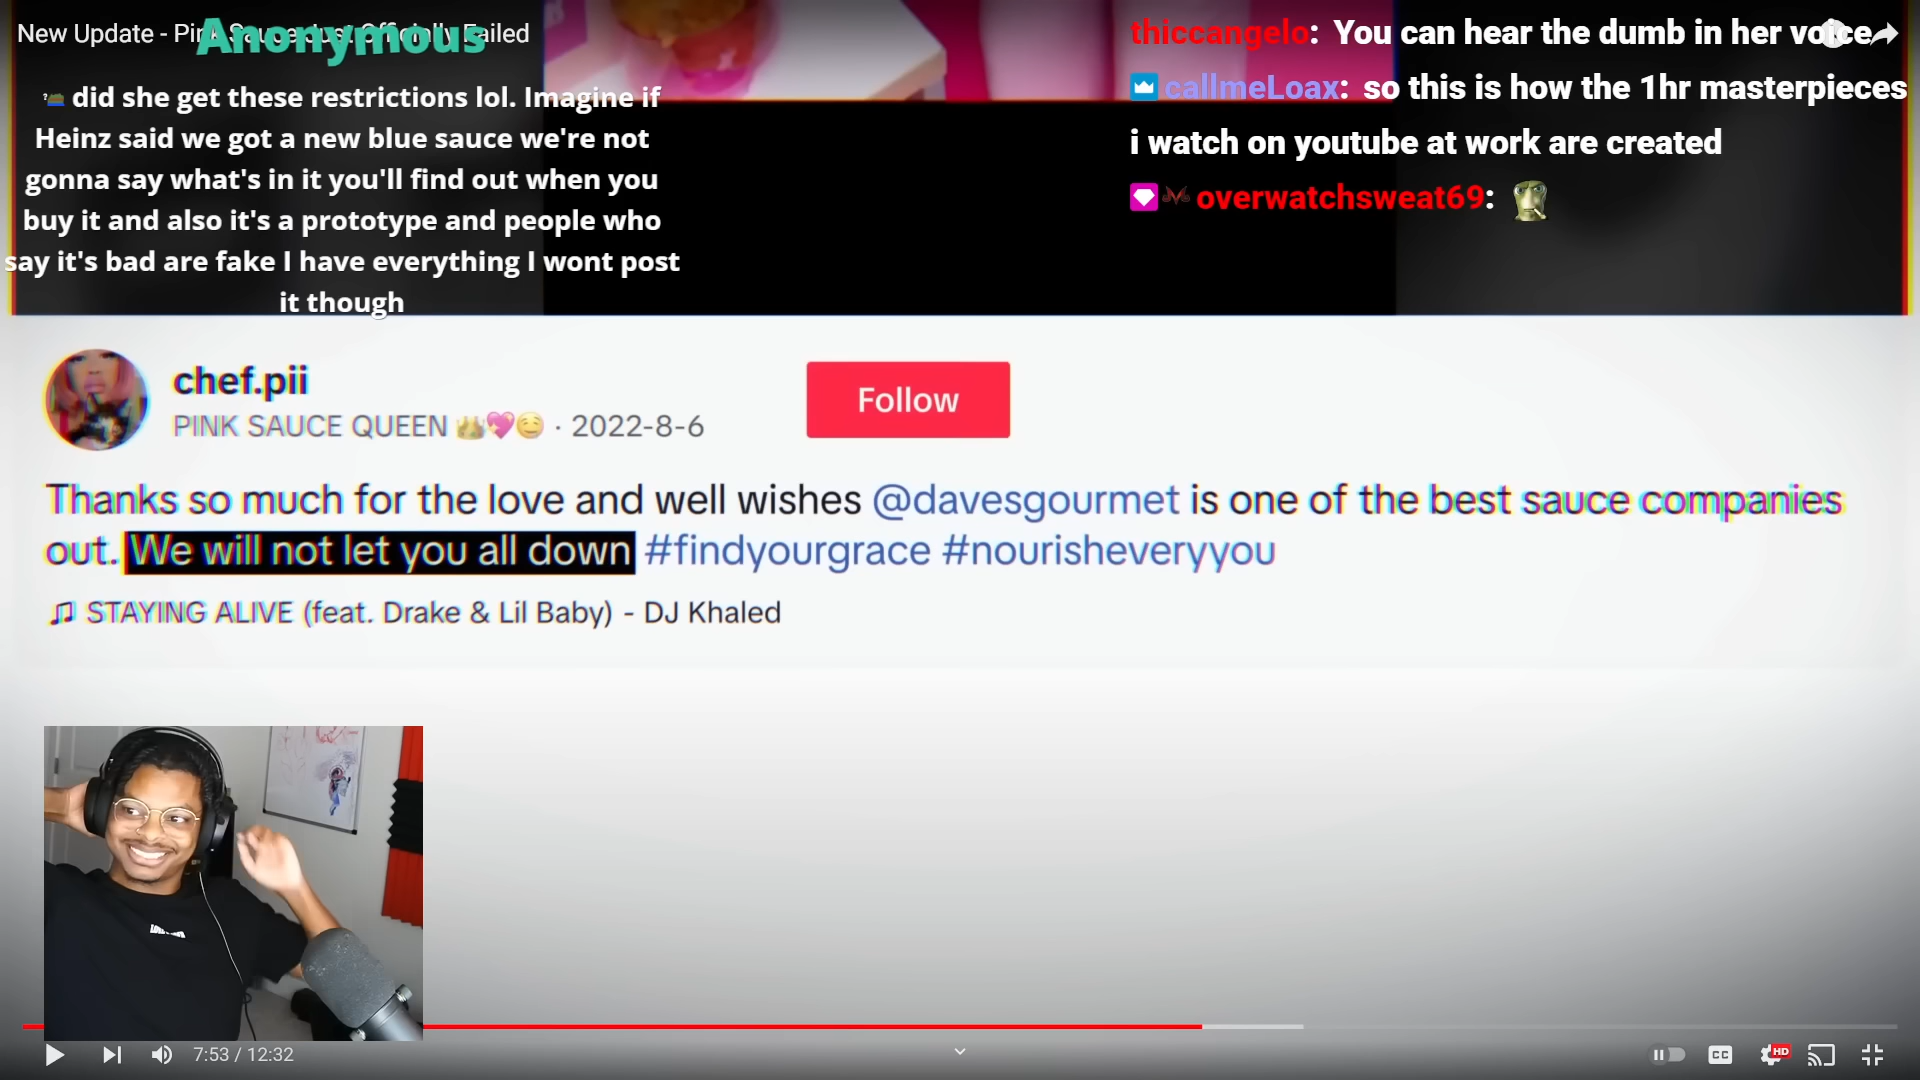 New Update - Pink Sauce Just Officially Failed
Anonymous
did she get these restrictions lol. Imagine if
Heinz said we got a new blue sauce we're not
gonna say what's in it you'll find out when you
buy it and also it's a prototype and people who
say it's bad are fake I have everything I wont post
it though
thiccangelo: You can hear the dumb in her voice
callmeLoax: so this is how the 1hr masterpieces
i watch on youtube at work are created
overwatchsweat69:
chef.pii
PINK SAUCE QUEEN 👑💖🤤 · 2022-8-6
Follow
Thanks so much for the love and well wishes @davesgourmet is one of the best sauce companies
out. We will not let you all down #findyourgrace #nourisheveryyou
♫ STAYING ALIVE (feat. Drake & Lil Baby) - DJ Khaled
7:53 / 12:32
CC
HD